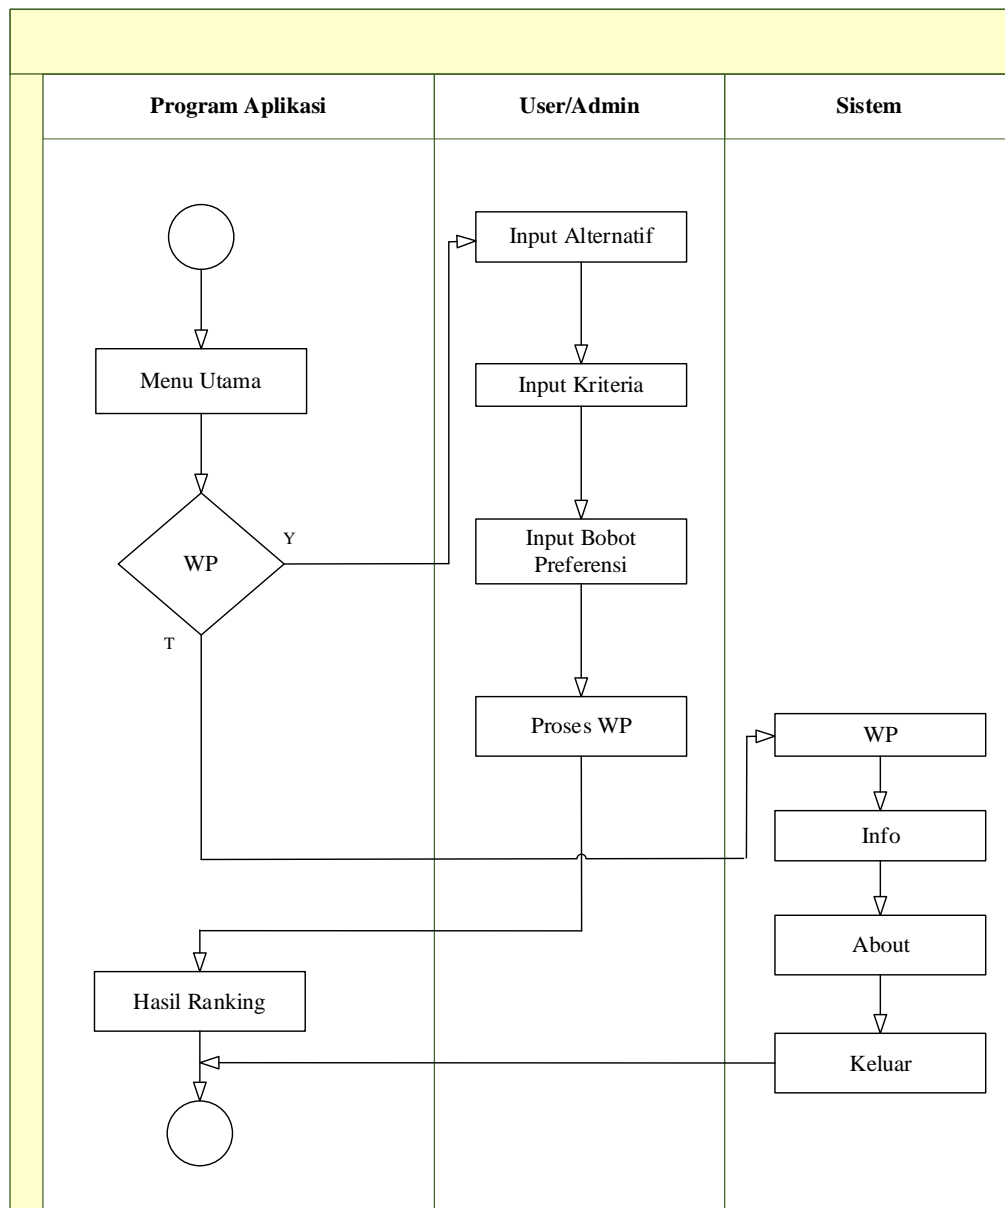 Program Aplikasi
User/Admin
Sistem
Input Alternatif
Menu Utama
Input Kriteria
WP
Y
T
Input Bobot
Preferensi
Proses WP
WP
Info
About
Hasil Ranking
Keluar